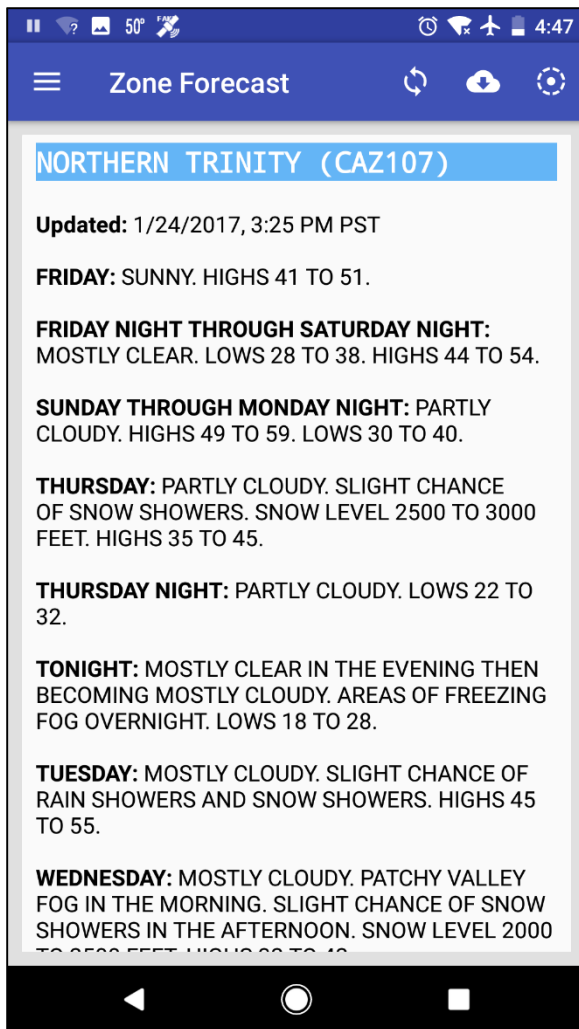 50°
FAKE
4:47
Zone Forecast
NORTHERN TRINITY (CAZ107)
Updated: 1/24/2017, 3:25 PM PST
FRIDAY: SUNNY. HIGHS 41 TO 51.
FRIDAY NIGHT THROUGH SATURDAY NIGHT:
MOSTLY CLEAR. LOWS 28 TO 38. HIGHS 44 TO 54.
SUNDAY THROUGH MONDAY NIGHT: PARTLY
CLOUDY. HIGHS 49 TO 59. LOWS 30 TO 40.
THURSDAY: PARTLY CLOUDY. SLIGHT CHANCE
OF SNOW SHOWERS. SNOW LEVEL 2500 TO 3000
FEET. HIGHS 35 TO 45.
THURSDAY NIGHT: PARTLY CLOUDY. LOWS 22 TO
32.
TONIGHT: MOSTLY CLEAR IN THE EVENING THEN
BECOMING MOSTLY CLOUDY. AREAS OF FREEZING
FOG OVERNIGHT. LOWS 18 TO 28.
TUESDAY: MOSTLY CLOUDY. SLIGHT CHANCE OF
RAIN SHOWERS AND SNOW SHOWERS. HIGHS 45
TO 55.
WEDNESDAY: MOSTLY CLOUDY. PATCHY VALLEY
FOG IN THE MORNING. SLIGHT CHANCE OF SNOW
SHOWERS IN THE AFTERNOON. SNOW LEVEL 2000